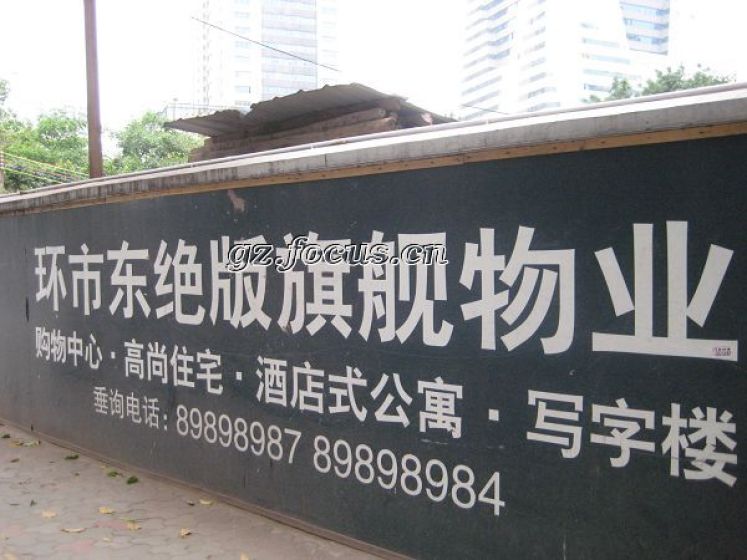 环市东绝版旗舰物业
gz.focus.cn
购物中心·高尚住宅·酒店式公寓·写字楼
垂询电话:89898987 89898984